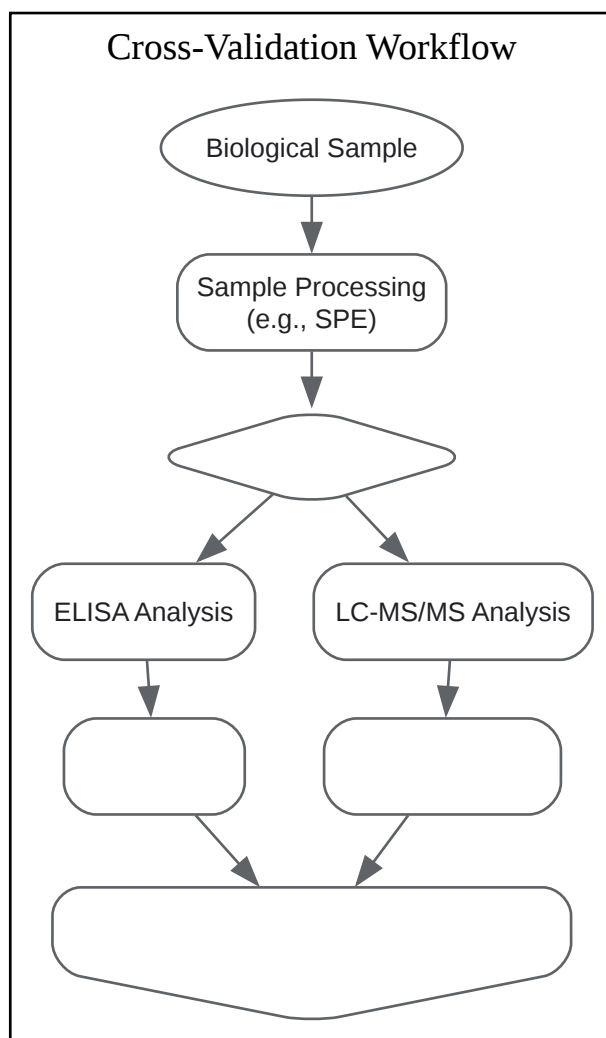 Cross-Validation Workflow
Biological Sample
Sample Processing
(e.g., SPE)
ELISA Analysis
LC-MS/MS Analysis